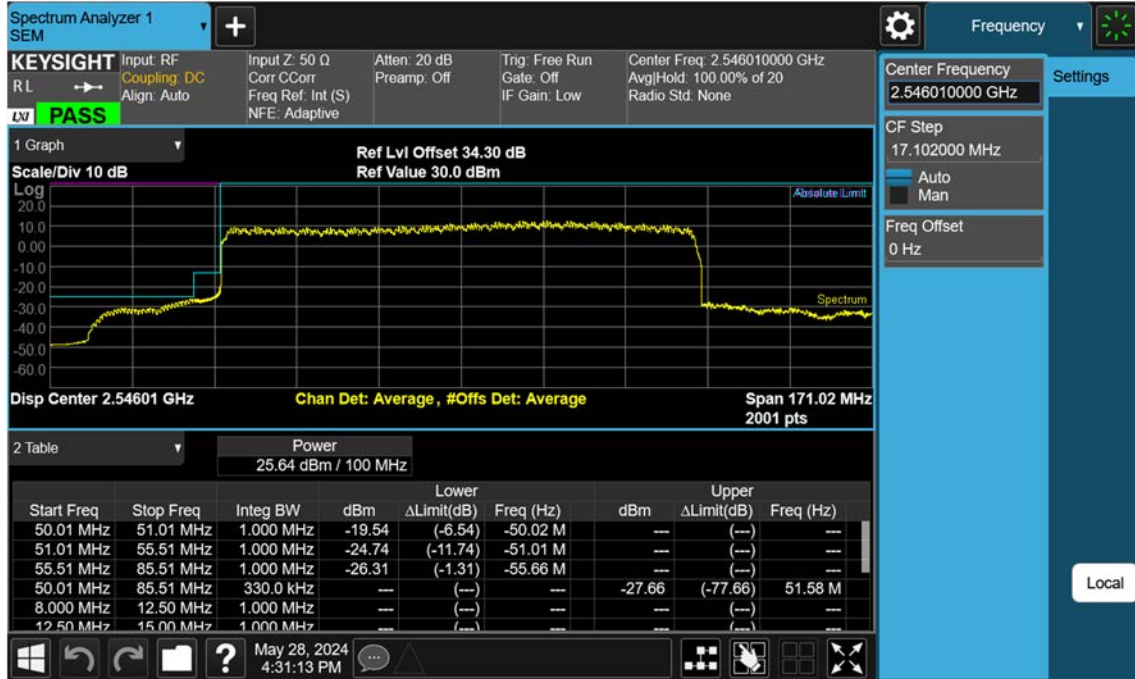 Spectrum Analyzer 1
SEM
Frequency
KEYSIGHT
R L
LXI
PASS
Input: RF
Coupling: DC
Align: Auto
Input Z: 50 Ω
Corr CCorr
Freq Ref: Int (S)
NFE: Adaptive
Atten: 20 dB
Preamp: Off
Trig: Free Run
Gate: Off
IF Gain: Low
Center Freq: 2.546010000 GHz
Avg|Hold: 100.00% of 20
Radio Std: None
Center Frequency
2.546010000 GHz
Settings
CF Step
17.102000 MHz
Auto
Man
Freq Offset
0 Hz
Local
1 Graph
Scale/Div 10 dB
Ref Lvl Offset 34.30 dB
Ref Value 30.0 dBm
Log
20.0
10.0
0.00
-10.0
-20.0
-30.0
-40.0
-50.0
-60.0
Absolute Limit
Spectrum
Disp Center 2.54601 GHz
Chan Det: Average, #Offs Det: Average
Span 171.02 MHz
2001 pts
2 Table
Power
25.64 dBm / 100 MHz
Lower Upper
Start Freq Stop Freq Integ BW dBm ΔLimit(dB) Freq (Hz) dBm ΔLimit(dB) Freq (Hz)
50.01 MHz 51.01 MHz 1.000 MHz -19.54 (-6.54) -50.02 M --- (---) ---
51.01 MHz 55.51 MHz 1.000 MHz -24.74 (-11.74) -51.01 M --- (---) ---
55.51 MHz 85.51 MHz 1.000 MHz -26.31 (-1.31) -55.66 M --- (---) ---
50.01 MHz 85.51 MHz 330.0 kHz --- (---) --- -27.66 (-77.66) 51.58 M
8.000 MHz 12.50 MHz 1.000 MHz --- (---) --- --- (---) ---
12.50 MHz 15.00 MHz 1.000 MHz --- (---) --- --- (---) ---
May 28, 2024
4:31:13 PM